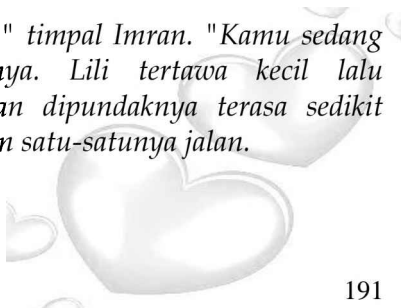 " timpal Imran. "Kamu sedang
nya. Lili tertawa kecil lalu
an dipundaknya terasa sedikit
n satu-satunya jalan.
191